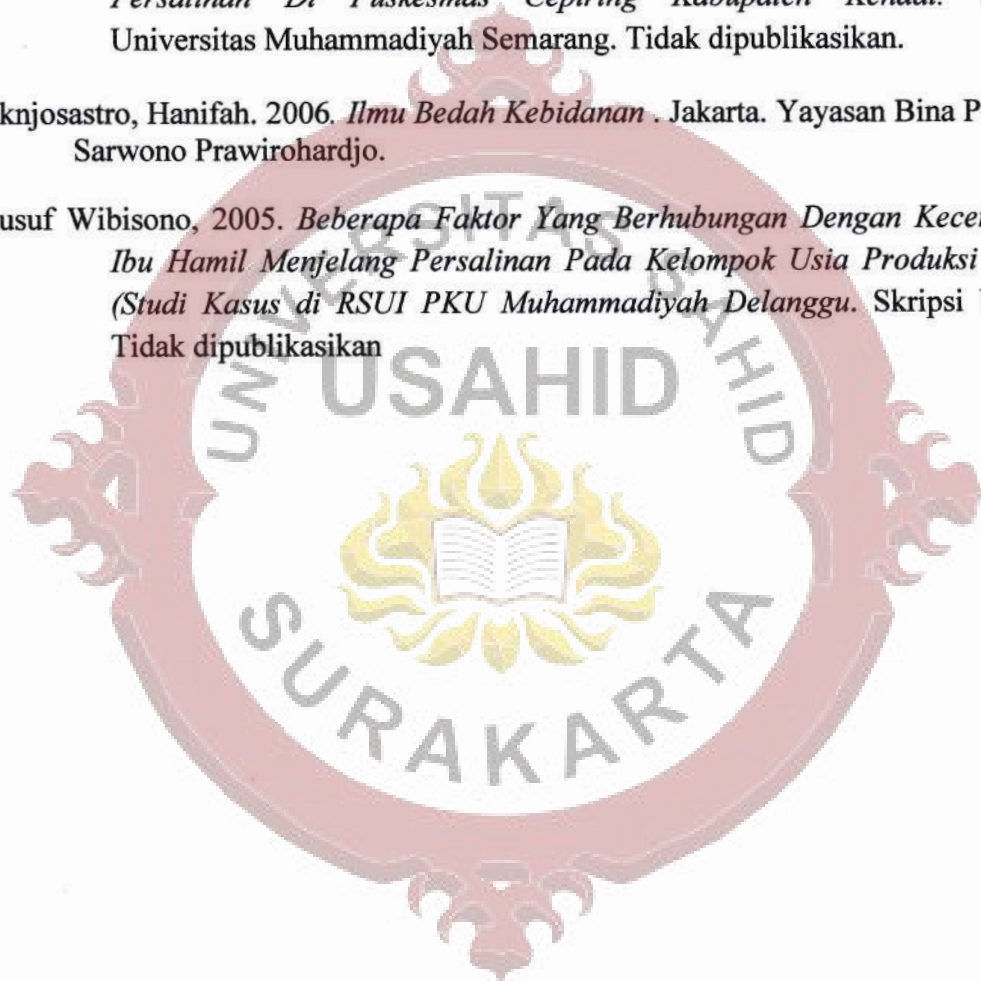 Persalinan Di Puskesmas Cepiring Kabupaten Kendal.
Universitas Muhammadiyah Semarang. Tidak dipublikasikan.
knjosastro, Hanifah. 2006. Ilmu Bedah Kebidanan . Jakarta. Yayasan Bina P
Sarwono Prawirohardjo.
usuf Wibisono, 2005. Beberapa Faktor Yang Berhubungan Dengan Kece
Ibu Hamil Menjelang Persalinan Pada Kelompok Usia Produksi
(Studi Kasus di RSUI PKU Muhammadiyah Delanggu. Skripsi
Tidak dipublikasikan
UNIVERSITAS SAHID
USAHID
SURAKARTA